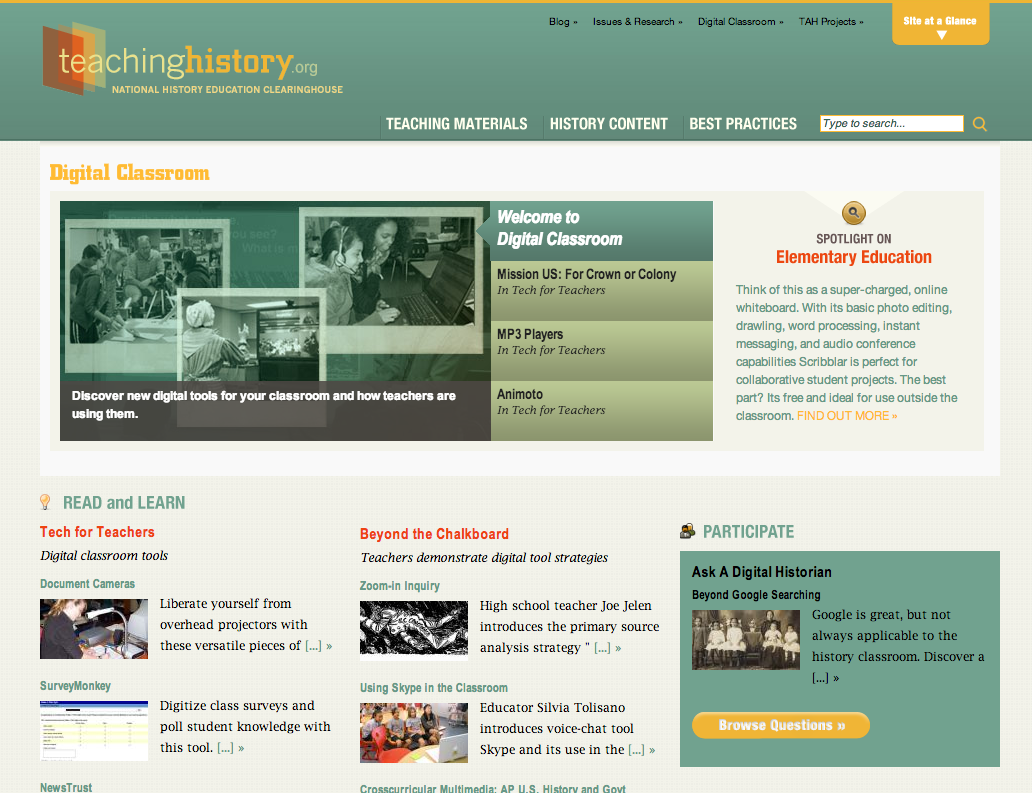 Blog » Issues & Research » Digital Classroom » TAH Projects »
Site at a Glance
teachinghistory.org
NATIONAL HISTORY EDUCATION CLEARINGHOUSE
TEACHING MATERIALS HISTORY CONTENT BEST PRACTICES Type to search...
Digital Classroom
Welcome to
Digital Classroom
Mission US: For Crown or Colony
In Tech for Teachers
MP3 Players
In Tech for Teachers
Animoto
In Tech for Teachers
Discover new digital tools for your classroom and how teachers are
using them.
SPOTLIGHT ON
Elementary Education
Think of this as a super-charged, online
whiteboard. With its basic photo editing,
drawling, word processing, instant
messaging, and audio conference
capabilities Scribblar is perfect for
collaborative student projects. The best
part? Its free and ideal for use outside the
classroom. FIND OUT MORE »
READ and LEARN
Tech for Teachers
Digital classroom tools
Document Cameras
Liberate yourself from
overhead projectors with
these versatile pieces of [...] »
SurveyMonkey
Digitize class surveys and
poll student knowledge with
this tool. [...] »
NewsTrust
Beyond the Chalkboard
Teachers demonstrate digital tool strategies
Zoom-in Inquiry
High school teacher Joe Jelen
introduces the primary source
analysis strategy " [...] »
Using Skype in the Classroom
Educator Silvia Tolisano
introduces voice-chat tool
Skype and its use in the [...] »
Crosscurricular Multimedia: AP U.S. History and Govt
PARTICIPATE
Ask A Digital Historian
Beyond Google Searching
Google is great, but not
always applicable to the
history classroom. Discover a
[...] »
Browse Questions »